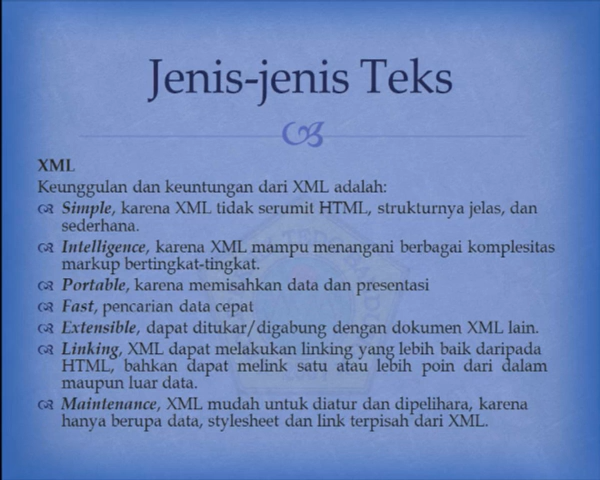 Jenis-jenis Teks
XML
Keunggulan dan keuntungan dari XML adalah:
Simple, karena XML tidak serumit HTML, strukturnya jelas, dan
sederhana.
Intelligence, karena XML mampu menangani berbagai komplesitas
markup bertingkat-tingkat.
Portable, karena memisahkan data dan presentasi
Fast, pencarian data cepat
Extensible, dapat ditukar/digabung dengan dokumen XML lain.
Linking, XML dapat melakukan linking yang lebih baik daripada
HTML, bahkan dapat melink satu atau lebih poin dari dalam
maupun luar data.
Maintenance, XML mudah untuk diatur dan dipelihara, karena
hanya berupa data, stylesheet dan link terpisah dari XML.